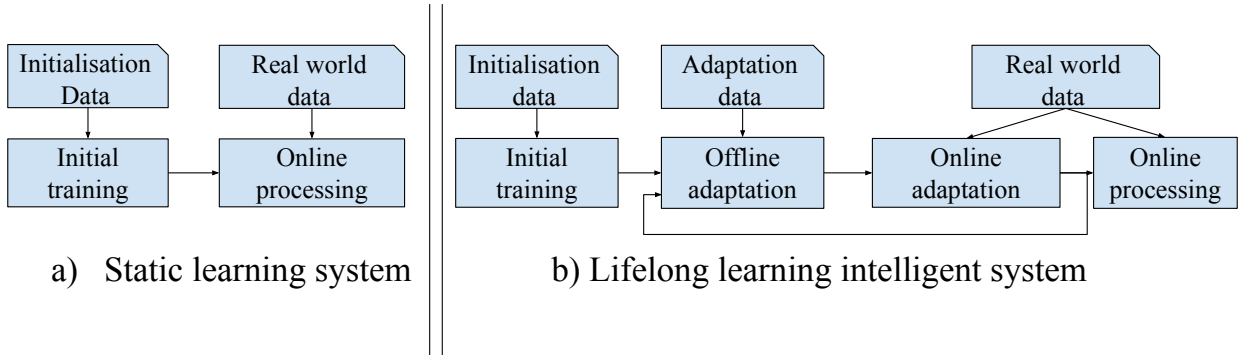 Initialisation
Data
Real world
data
Initial
training
Online
processing
a) Static learning system
Initialisation
data
Adaptation
data
Real world
data
Initial
training
Offline
adaptation
Online
adaptation
Online
processing
b) Lifelong learning intelligent system